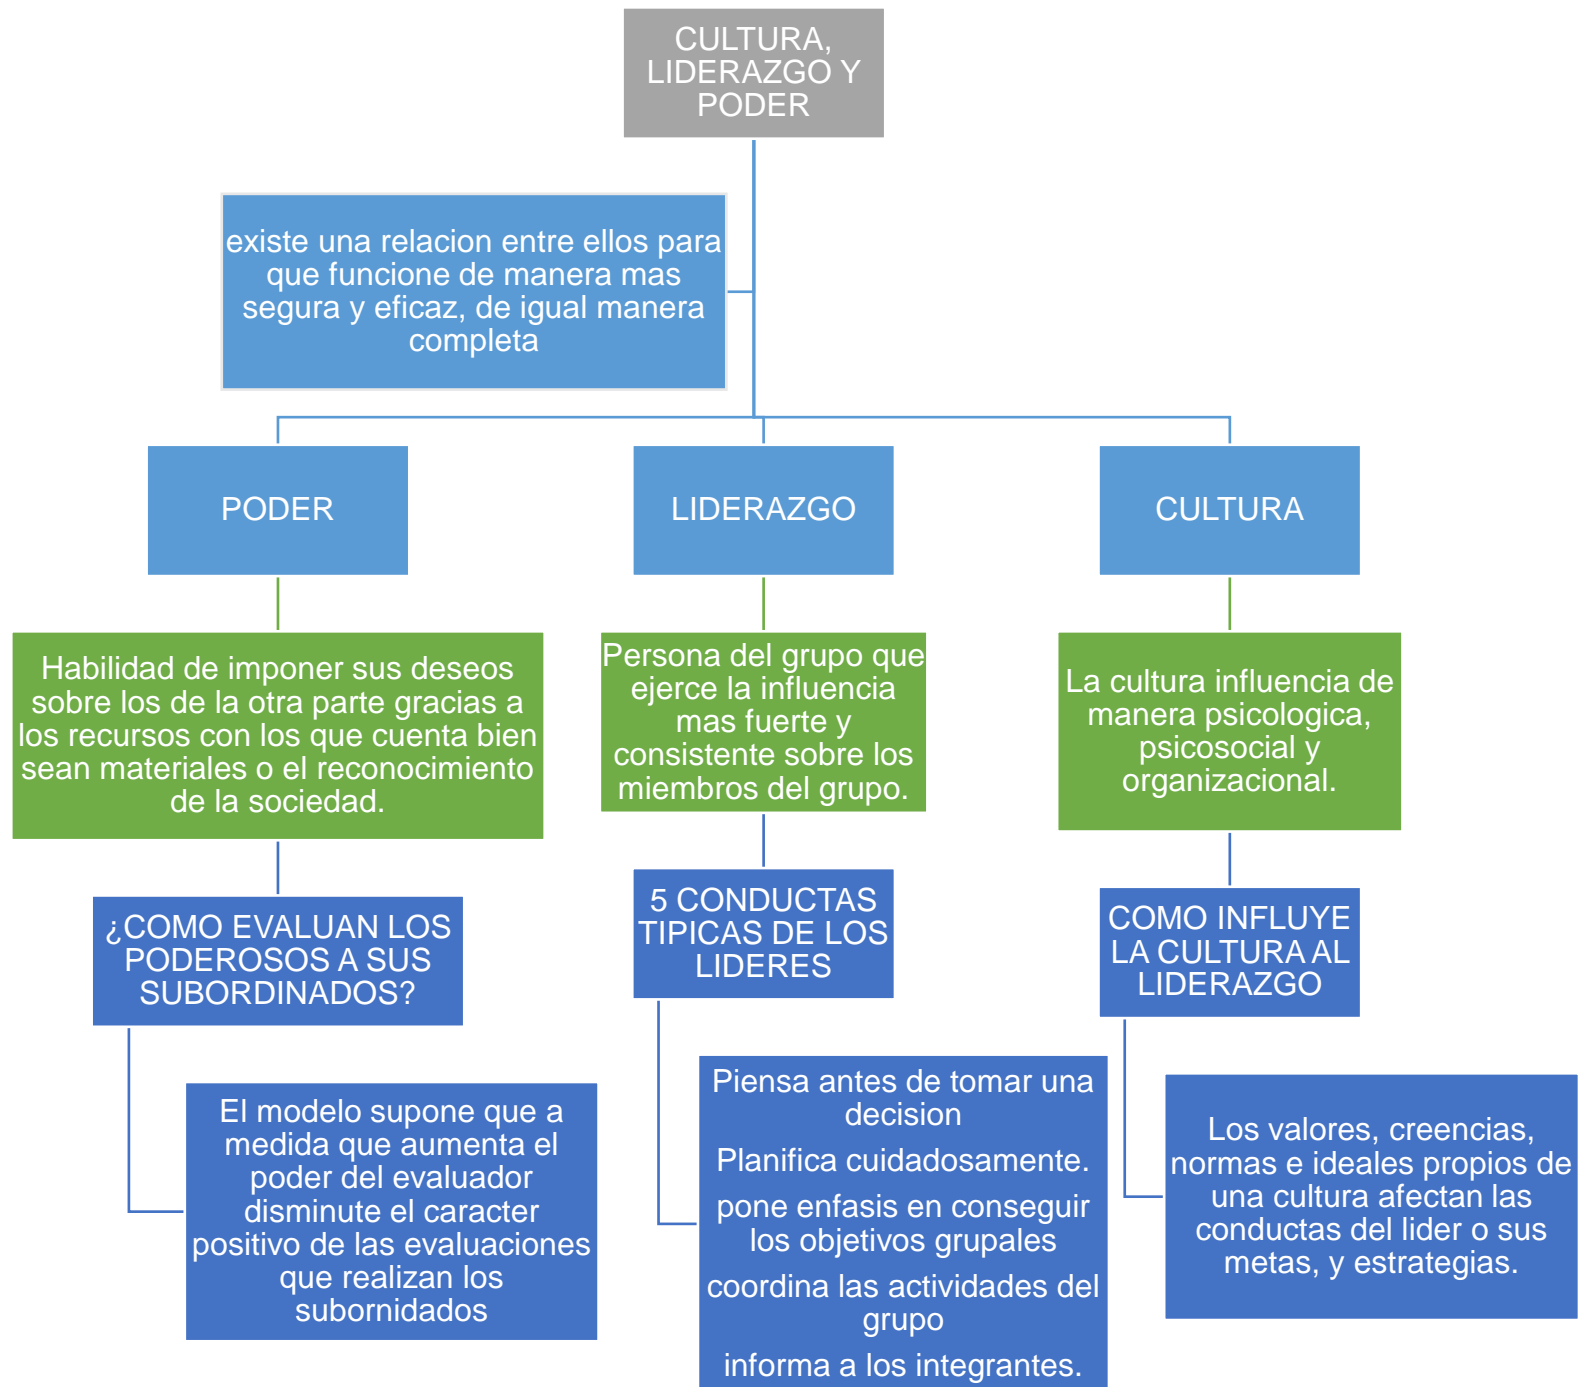 CULTURA,
LIDERAZGO Y
PODER
existe una relacion entre ellos para
que funcione de manera mas
segura y eficaz, de igual manera
completa
PODER
LIDERAZGO
CULTURA
Habilidad de imponer sus deseos
sobre los de la otra parte gracias a
los recursos con los que cuenta bien
sean materiales o el reconocimiento
de la sociedad.
Persona del grupo que
ejerce la influencia
mas fuerte y
consistente sobre los
miembros del grupo.
La cultura influencia de
manera psicologica,
psicosocial y
organizacional.
¿COMO EVALUAN LOS
PODEROSOS A SUS
SUBORDINADOS?
5 CONDUCTAS
TIPICAS DE LOS
LIDERES
COMO INFLUYE
LA CULTURA AL
LIDERAZGO
El modelo supone que a
medida que aumenta el
poder del evaluador
disminute el caracter
positivo de las evaluaciones
que realizan los
subornidados
Piensa antes de tomar una
decision
Planifica cuidadosamente.
pone enfasis en conseguir
los objetivos grupales
coordina las actividades del
grupo
informa a los integrantes.
Los valores, creencias,
normas e ideales propios de
una cultura afectan las
conductas del lider o sus
metas, y estrategias.